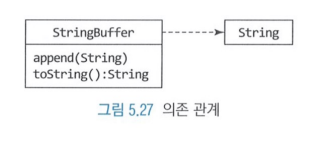 StringBuffer
String
append(String)
toString():String
그림 5.27 의존 관계